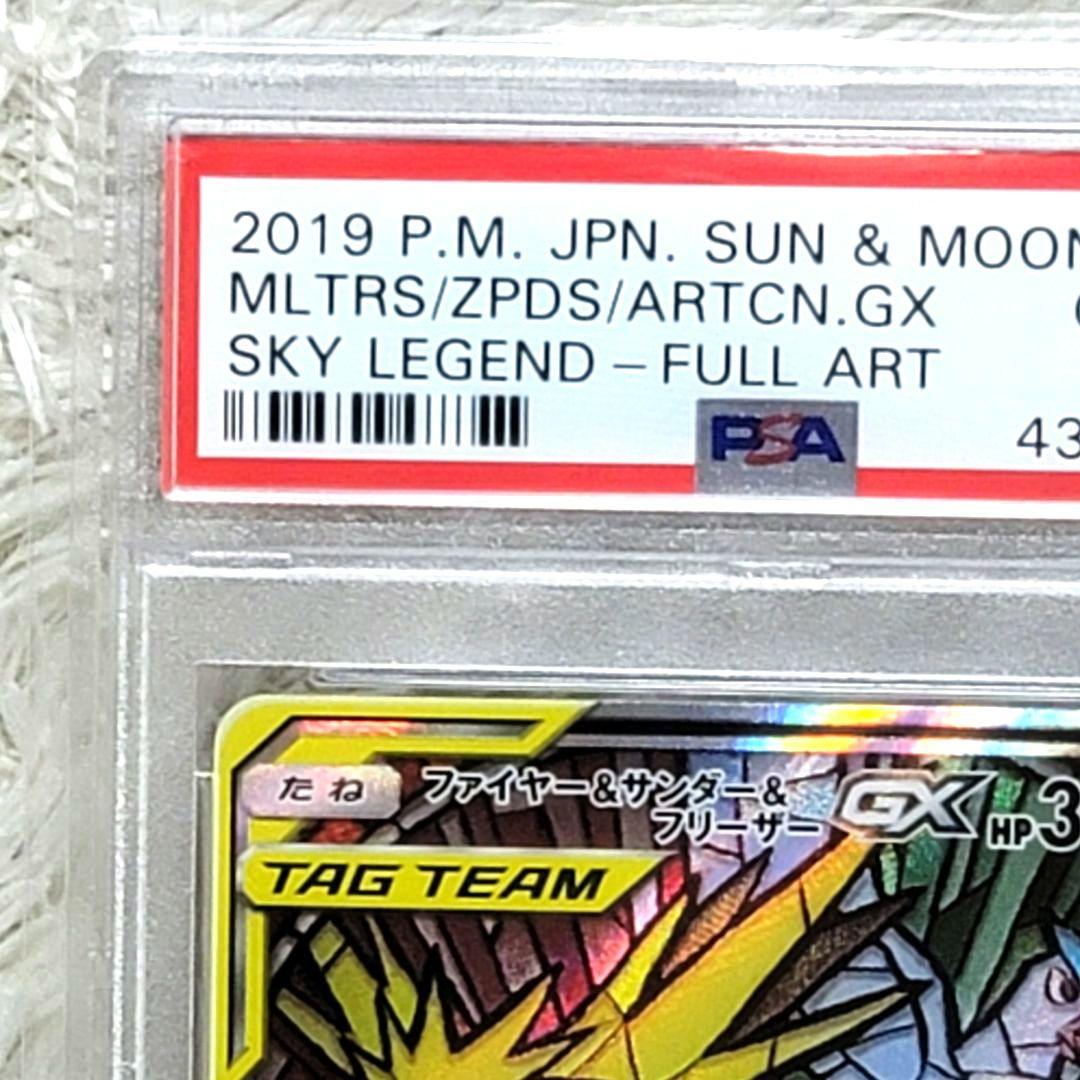 2019 P.M. JPN. SUN & MOON
MLTRS/ZPDS/ARTCN.GX
SKY LEGEND – FULL ART
PSA
43
たね
ファイヤー&サンダー&
フリーザー
GX
HP 3
TAG TEAM